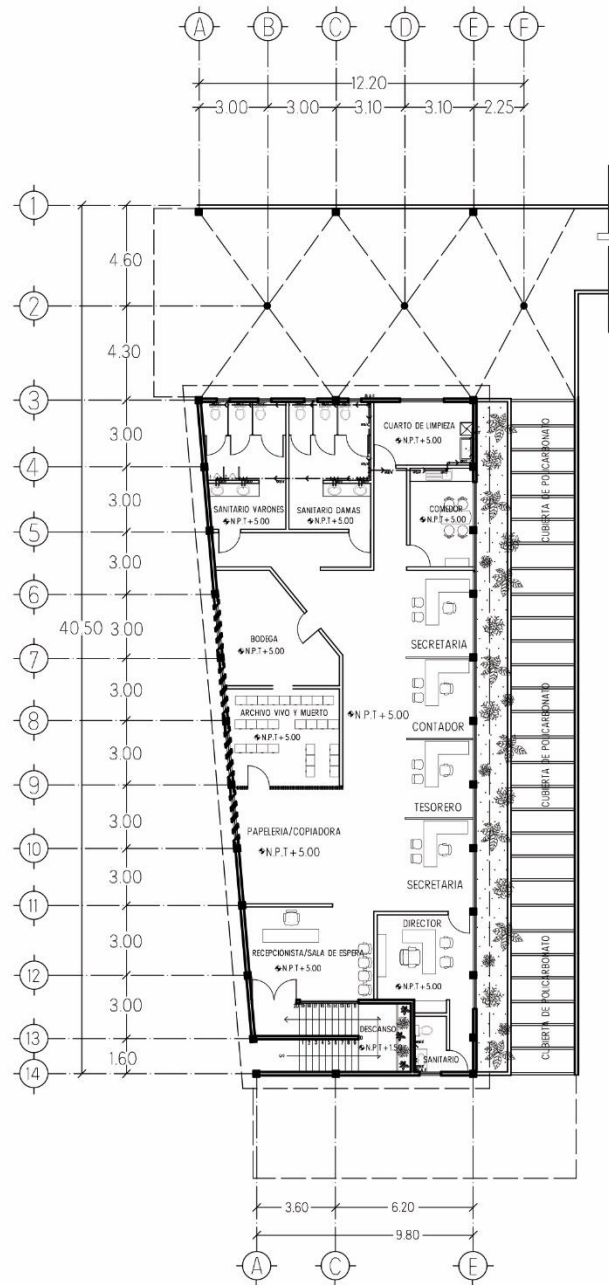 A B C D E F
12.20
3.00 3.00 3.10 3.10 2.25
1
4.60
2
4.30
3
3.00
CUARTO DE LIMPIEZA
N.P.T+5.00
4
3.00
SANITARIO VARONES
N.P.T+5.00
SANITARIO DAMAS
N.P.T+5.00
COMEDOR
N.P.T+5.00
CUBIERTA DE POLICARBONATO
5
3.00
6
40.50
3.00
BODEGA
N.P.T+5.00
SECRETARIA
7
3.00
ARCHIVO VIVO Y MUERTO
N.P.T+5.00
N.P.T+5.00
CONTADOR
CUBIERTA DE POLICARBONATO
8
3.00
9
TESORERO
3.00
PAPELERIA/COPIADORA
N.P.T+5.00
10
3.00
SECRETARIA
11
3.00
RECEPCIONISTA/SALA DE ESPERA
N.P.T+5.00
DIRECTOR
N.P.T+5.00
CUBIERTA DE POLICARBONATO
12
3.00
DESCANSO
N.P.T+1.50
13
1.60
SANITARIO
14
3.60 6.20
9.80
A C E